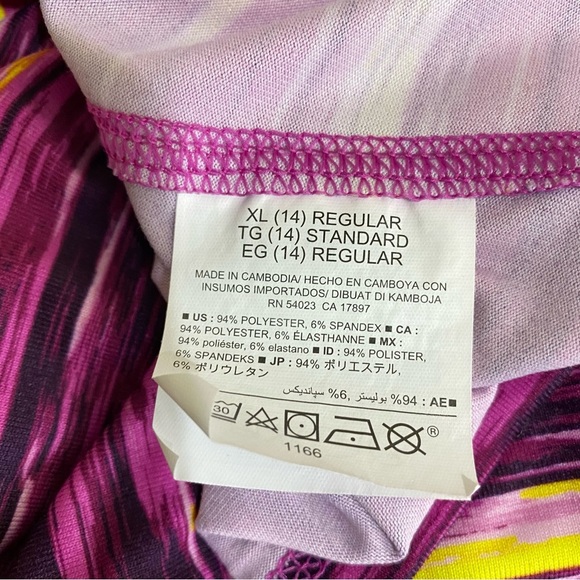 XL (14) REGULAR
TG (14) STANDARD
EG (14) REGULAR
MADE IN CAMBODIA/ HECHO EN CAMBOYA CON
INSUMOS IMPORTADOS/ DIBUAT DI KAMBOJA
RN 54023 CA 17897
■ US : 94% POLYESTER, 6% SPANDEX ■ CA :
94% POLYESTER, 6% ÉLASTHANNE ■ MX :
94% poliéster, 6% elastano ■ ID : 94% POLISTER,
6% SPANDEKS ■ JP : 94% ポリエステル,
6% ポリウレタン
■AE : 94% بوليستر ,6% سپاندیکس
30 ®
1166